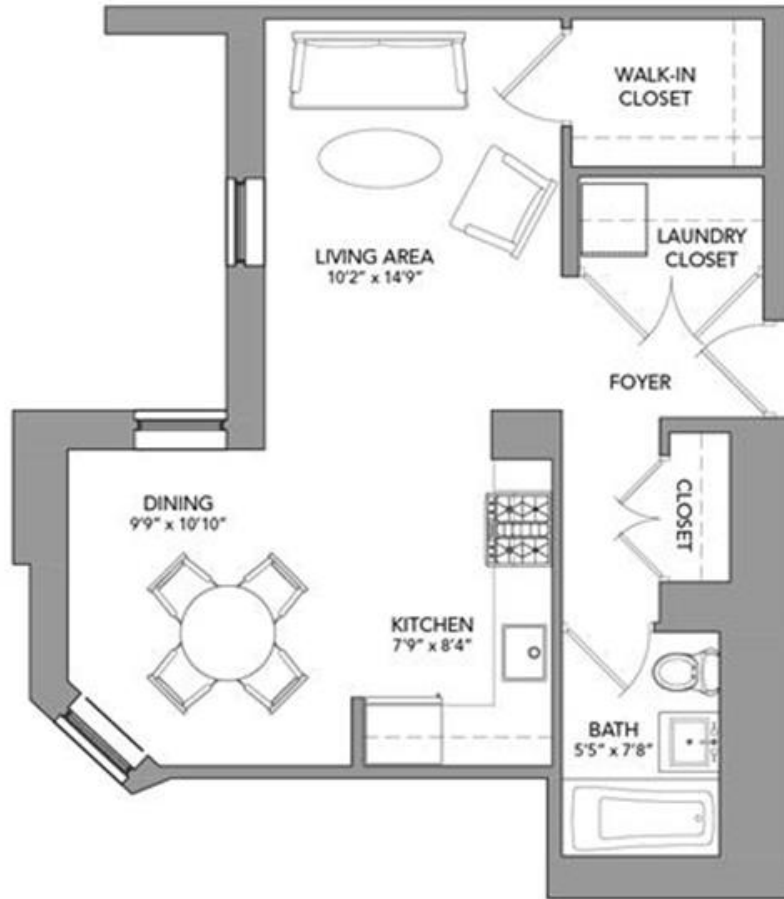 WALK-IN
CLOSET
LAUNDRY
CLOSET
LIVING AREA
10'2" x 14'9"
FOYER
DINING
9'9" x 10'10"
CLOSET
KITCHEN
7'9" x 8'4"
BATH
5'5" x 7'8"